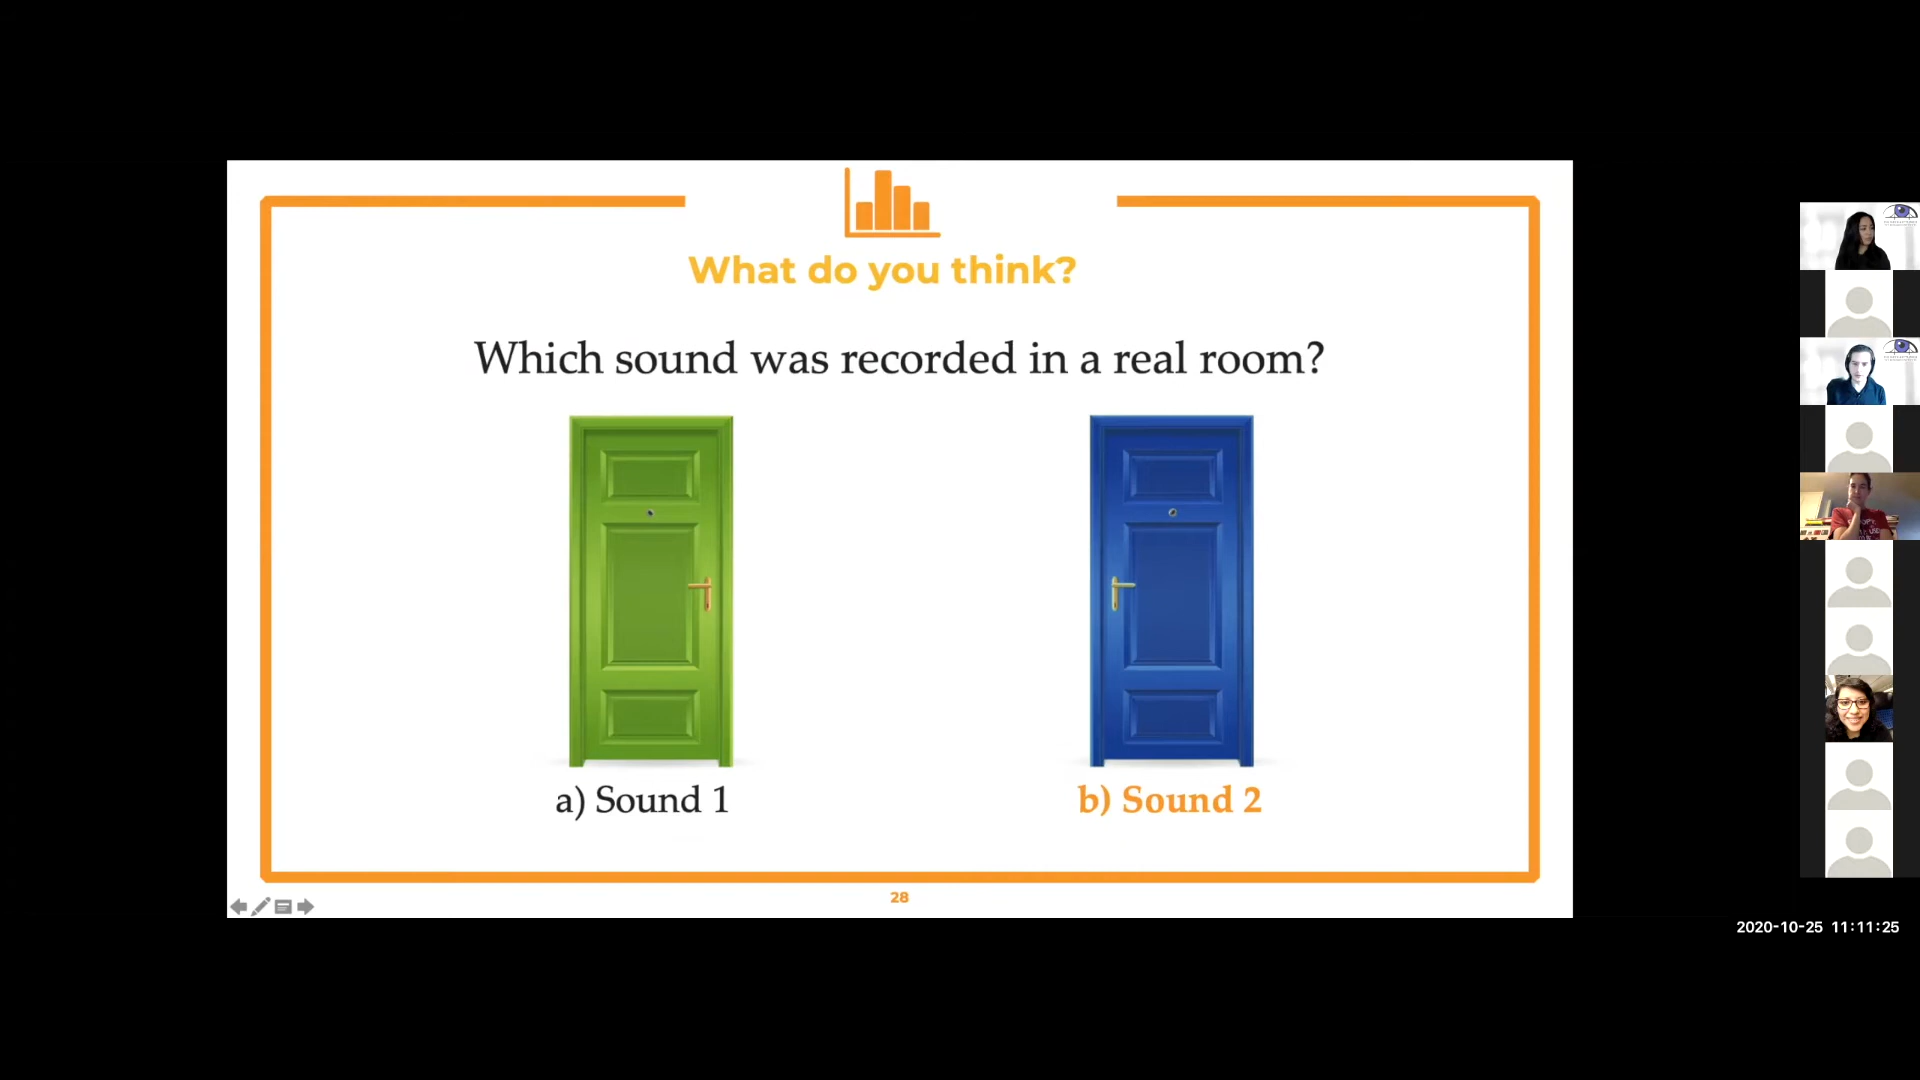 What do you think?
Which sound was recorded in a real room?
a) Sound 1
b) Sound 2
28
2020-10-25 11:11:25